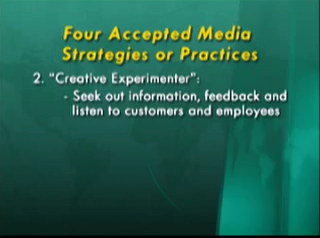 Four Accepted Media
Strategies or Practices
2. "Creative Experimenter":
- Seek out information, feedback and
listen to customers and employees